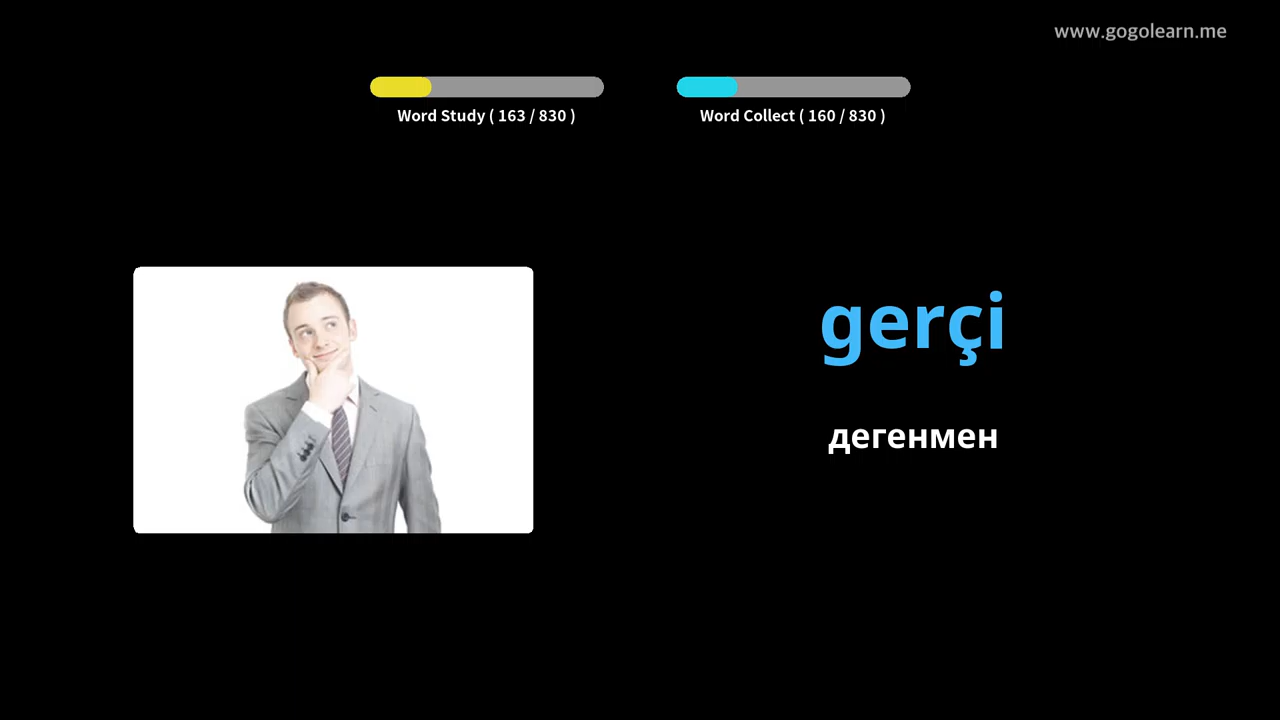 www.gogolearn.me
Word Study ( 163 / 830 )
Word Collect ( 160 / 830 )
gerçi
дегенмен